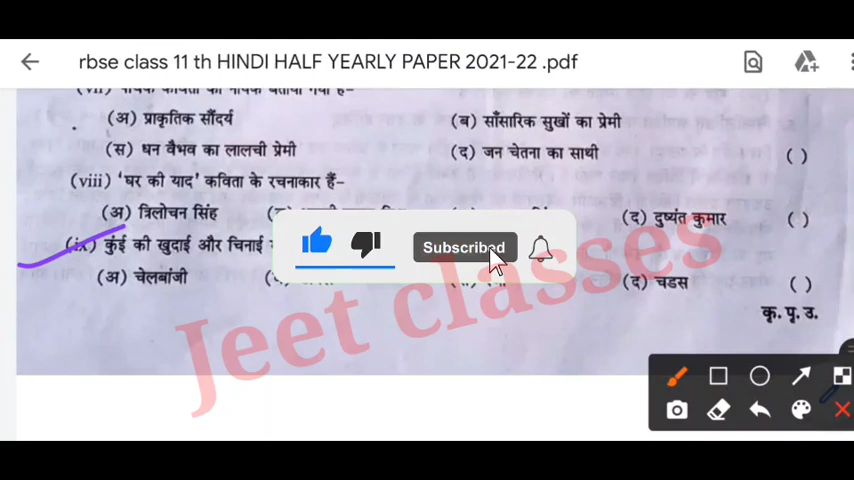 rbse class 11 th HINDI HALF YEARLY PAPER 2021-22 .pdf
(अ) प्राकृतिक सौंदर्य (ब) साँसारिक सुखों का प्रेमी
(स) धन वैभव का लालची प्रेमी (द) जन चेतना का साथी ( )
(viii) 'घर की याद' कविता के रचनाकार हैं-
(अ) त्रिलोचन सिंह (द) दुष्यंत कुमार ( )
(ix) कुंई की खुदाई और चिनाई
Subscribed
(अ) चेलबांजी (द) चडस ( )
कृ. पृ. उ.
Jeet classes